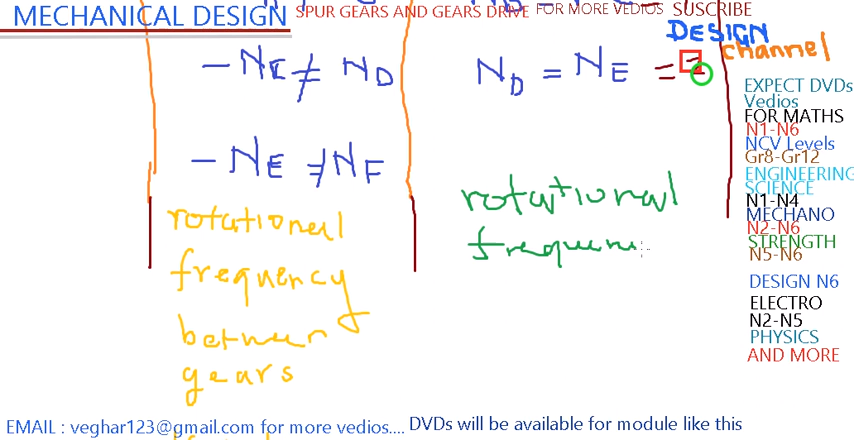 MECHANICAL DESIGN SPUR GEARS AND GEARS DRIVE FOR MORE VEDIOS SUSCRIBE
DESIGN
channel
- NE ≠ ND
ND = NE =
- NE ≠ NF
rotational
frequency
between
gears
rotational
EXPECT DVDs
Vedios
FOR MATHS
N1-N6
NCV Levels
Gr8-Gr12
ENGINEERING
SCIENCE
N1-N4
MECHANO
N2-N6
STRENGTH
N5-N6
DESIGN N6
ELECTRO
N2-N5
PHYSICS
AND MORE
EMAIL : veghar123@gmail.com for more vedios.... DVDs will be available for module like this